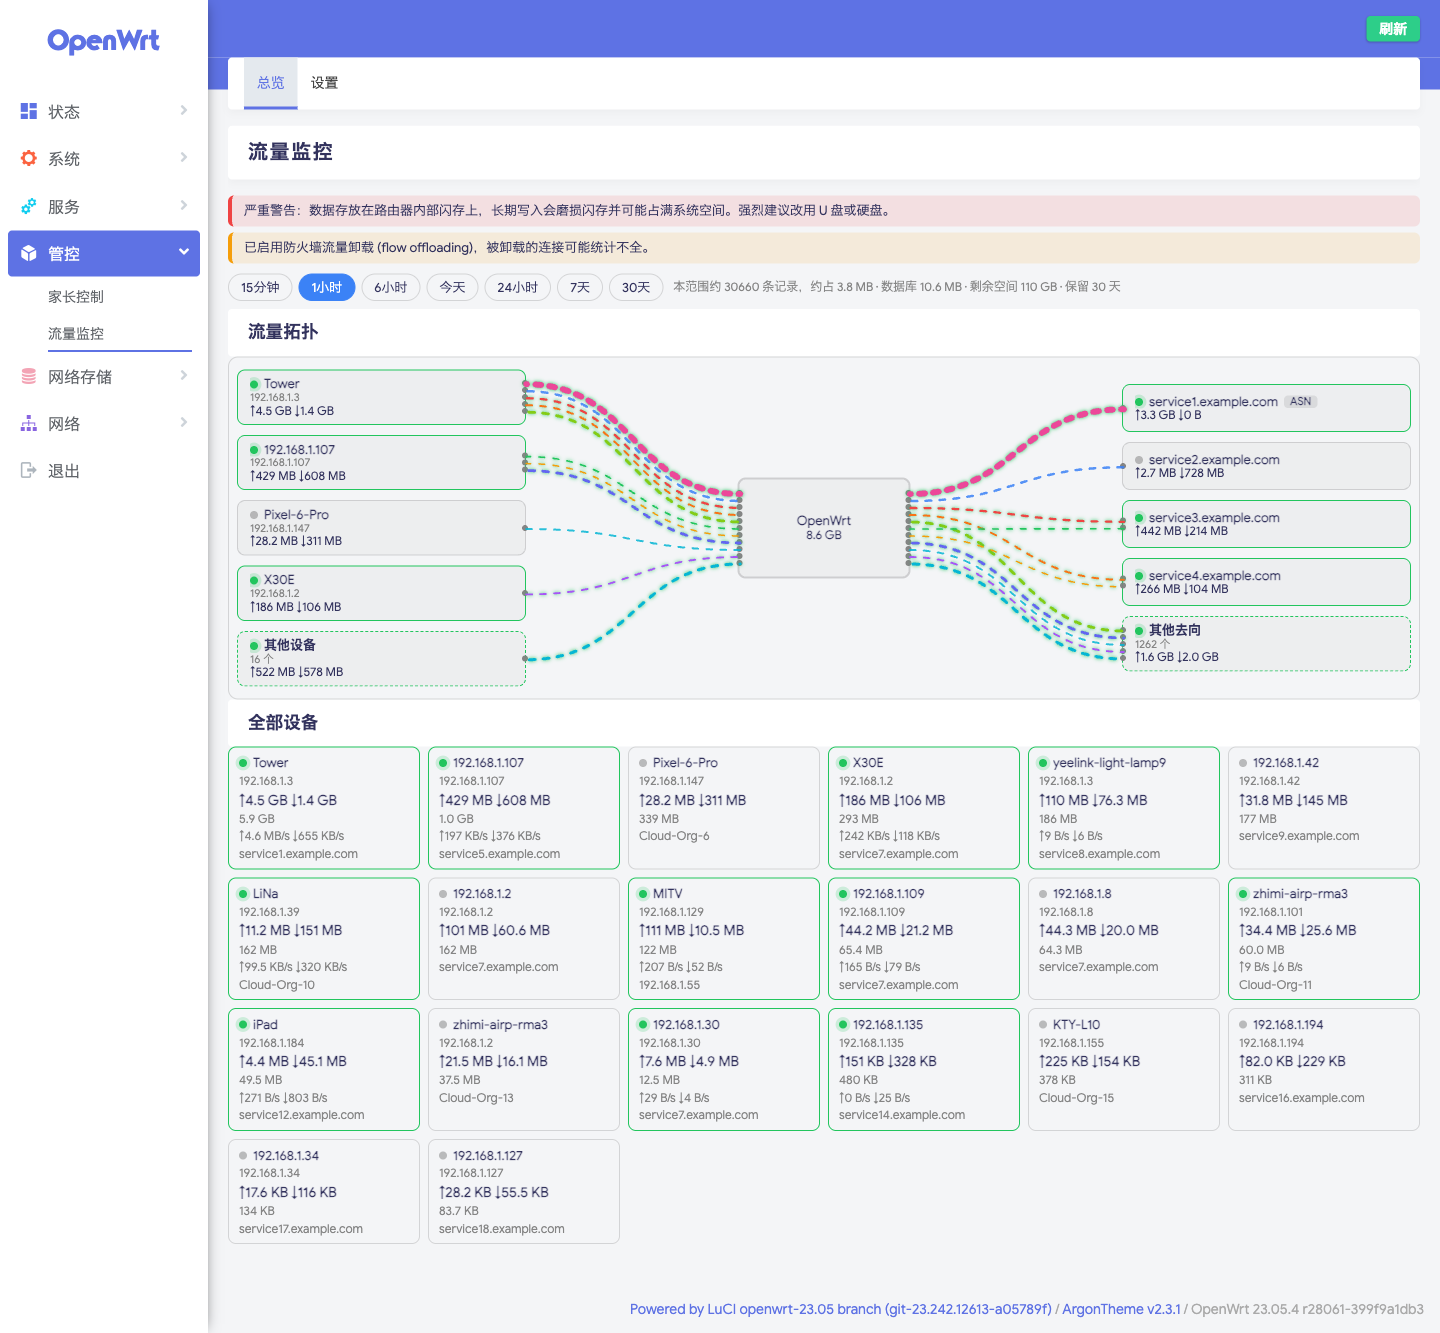 OpenWrt
刷新
状态
系统
服务
管控
家长控制
流量监控
网络存储
网络
退出
总览
设置
流量监控
严重警告：数据存放在路由器内部闪存上，长期写入会磨损闪存并可能占满系统空间。强烈建议改用 U 盘或硬盘。
已启用防火墙流量卸载 (flow offloading)，被卸载的连接可能统计不全。
15分钟 1小时 6小时 今天 24小时 7天 30天 本范围约 30660 条记录，约占 3.8 MB · 数据库 10.6 MB · 剩余空间 110 GB · 保留 30 天
流量拓扑
Tower
192.168.1.3
↑4.5 GB ↓1.4 GB
192.168.1.107
192.168.1.107
↑429 MB ↓608 MB
Pixel-6-Pro
192.168.1.147
↑28.2 MB ↓311 MB
X30E
192.168.1.2
↑186 MB ↓106 MB
其他设备
16 个
↑522 MB ↓578 MB
OpenWrt
8.6 GB
service1.example.com ASN
↑3.3 GB ↓0 B
service2.example.com
↑2.7 MB ↓728 MB
service3.example.com
↑442 MB ↓214 MB
service4.example.com
↑266 MB ↓104 MB
其他去向
1262 个
↑1.6 GB ↓2.0 GB
全部设备
Tower
192.168.1.3
↑4.5 GB ↓1.4 GB
5.9 GB
↑4.6 MB/s ↓655 KB/s
service1.example.com
192.168.1.107
192.168.1.107
↑429 MB ↓608 MB
1.0 GB
↑197 KB/s ↓376 KB/s
service5.example.com
Pixel-6-Pro
192.168.1.147
↑28.2 MB ↓311 MB
339 MB
Cloud-Org-6
X30E
192.168.1.2
↑186 MB ↓106 MB
293 MB
↑242 KB/s ↓118 KB/s
service7.example.com
yeelink-light-lamp9
192.168.1.3
↑110 MB ↓76.3 MB
186 MB
↑9 B/s ↓6 B/s
service8.example.com
192.168.1.42
192.168.1.42
↑31.8 MB ↓145 MB
177 MB
service9.example.com
LiNa
192.168.1.39
↑11.2 MB ↓151 MB
162 MB
↑99.5 KB/s ↓320 KB/s
Cloud-Org-10
192.168.1.2
192.168.1.2
↑101 MB ↓60.6 MB
162 MB
service7.example.com
MITV
192.168.1.129
↑111 MB ↓10.5 MB
122 MB
↑207 B/s ↓52 B/s
192.168.1.55
192.168.1.109
192.168.1.109
↑44.2 MB ↓21.2 MB
65.4 MB
↑165 B/s ↓79 B/s
service7.example.com
192.168.1.8
192.168.1.8
↑44.3 MB ↓20.0 MB
64.3 MB
service7.example.com
zhimi-airp-rma3
192.168.1.101
↑34.4 MB ↓25.6 MB
60.0 MB
↑9 B/s ↓6 B/s
Cloud-Org-11
iPad
192.168.1.184
↑4.4 MB ↓45.1 MB
49.5 MB
↑271 B/s ↓803 B/s
service12.example.com
zhimi-airp-rma3
192.168.1.2
↑21.5 MB ↓16.1 MB
37.5 MB
Cloud-Org-13
192.168.1.30
192.168.1.30
↑7.6 MB ↓4.9 MB
12.5 MB
↑29 B/s ↓4 B/s
service7.example.com
192.168.1.135
192.168.1.135
↑151 KB ↓328 KB
480 KB
↑0 B/s ↓25 B/s
service14.example.com
KTY-L10
192.168.1.155
↑225 KB ↓154 KB
378 KB
Cloud-Org-15
192.168.1.194
192.168.1.194
↑82.0 KB ↓229 KB
311 KB
service16.example.com
192.168.1.34
192.168.1.34
↑17.6 KB ↓116 KB
134 KB
service17.example.com
192.168.1.127
192.168.1.127
↑28.2 KB ↓55.5 KB
83.7 KB
service18.example.com
Powered by LuCI openwrt-23.05 branch (git-23.242.12613-a05789f) / ArgonTheme v2.3.1 / OpenWrt 23.05.4 r28061-399f9a1db3